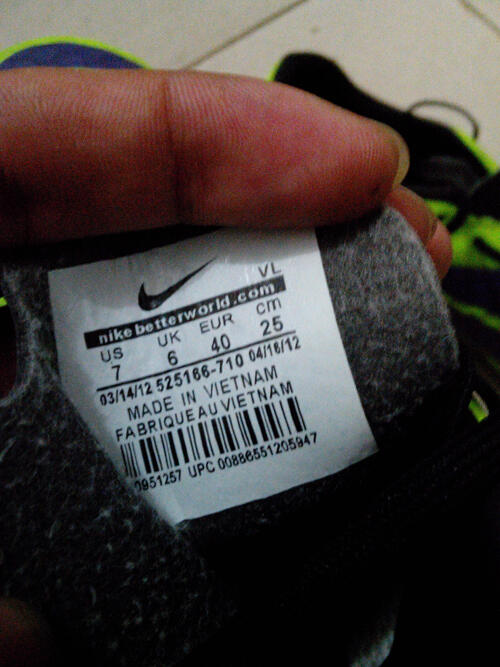 VL
nikebetterworld.com
US UK EUR cm
7 6 40 25
03/14/12 525166-710 04/16/12
MADE IN VIETNAM
FABRIQUE AU VIETNAM
0951257 UPC 00886551205947